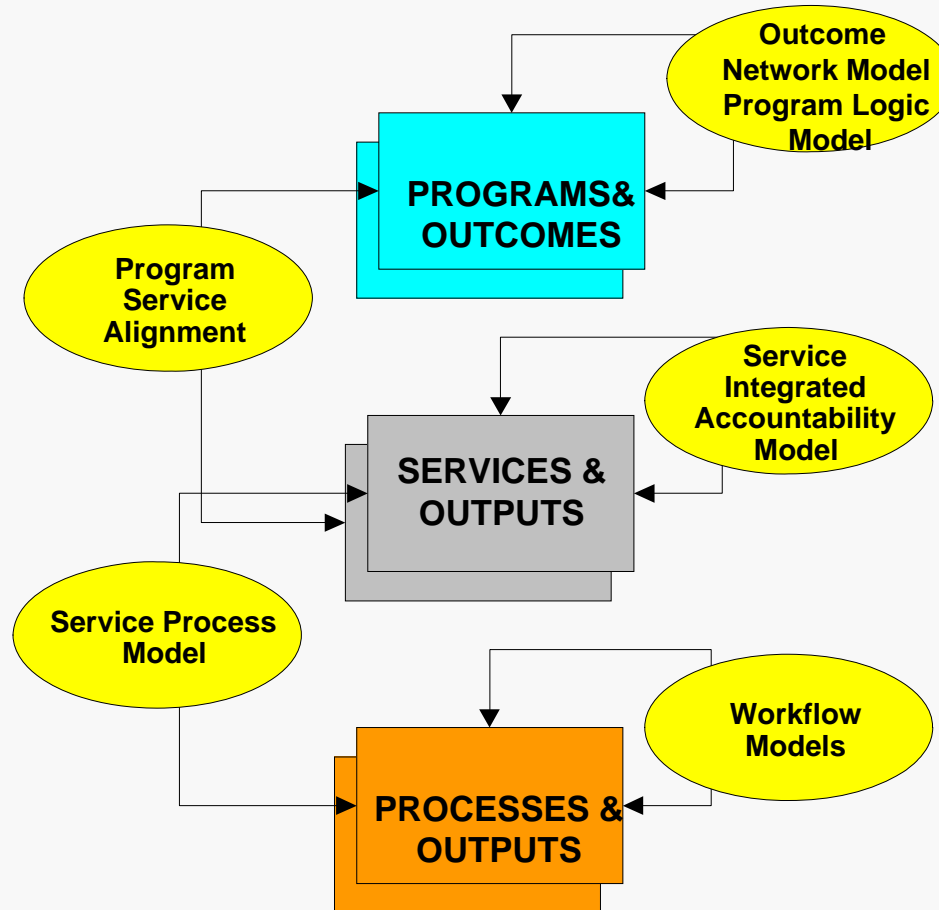 Outcome
Network Model
Program Logic
Model
PROGRAMS&
OUTCOMES
Program
Service
Alignment
Service
Integrated
Accountability
Model
SERVICES &
OUTPUTS
Service Process
Model
Workflow
Models
PROCESSES &
OUTPUTS